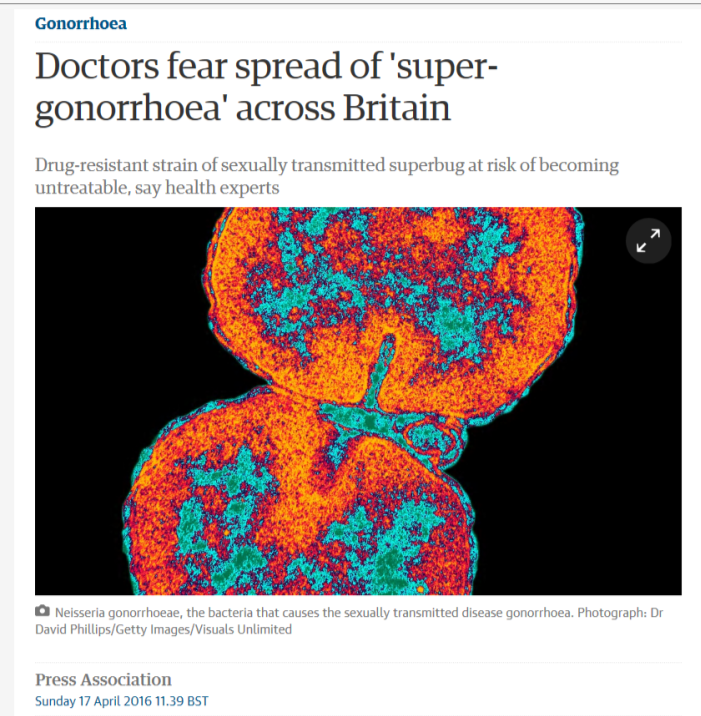 Gonorrhoea
Doctors fear spread of 'super-
gonorrhoea' across Britain
Drug-resistant strain of sexually transmitted superbug at risk of becoming
untreatable, say health experts
Neisseria gonorrhoeae, the bacteria that causes the sexually transmitted disease gonorrhoea. Photograph: Dr
David Phillips/Getty Images/Visuals Unlimited
Press Association
Sunday 17 April 2016 11.39 BST